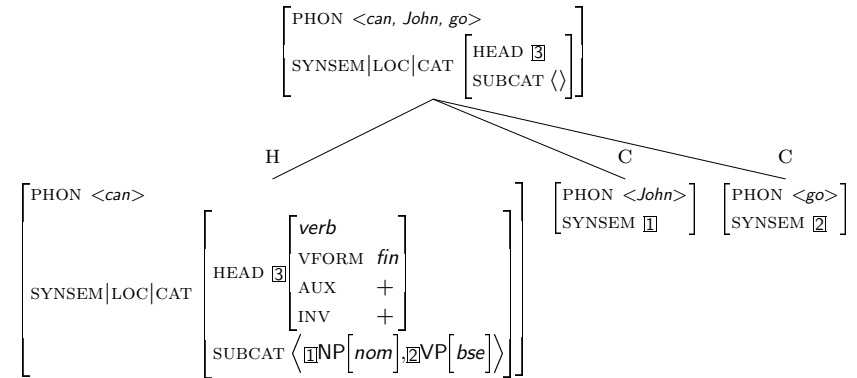 PHON <can, John, go>
SYNSEM|LOC|CAT
HEAD 3
SUBCAT ⟨⟩
H
C
C
PHON <can>
SYNSEM|LOC|CAT
HEAD 3
verb
VFORM fin
AUX +
INV +
SUBCAT ⟨1NP[nom],2VP[bse]⟩
PHON <John>
SYNSEM 1
PHON <go>
SYNSEM 2